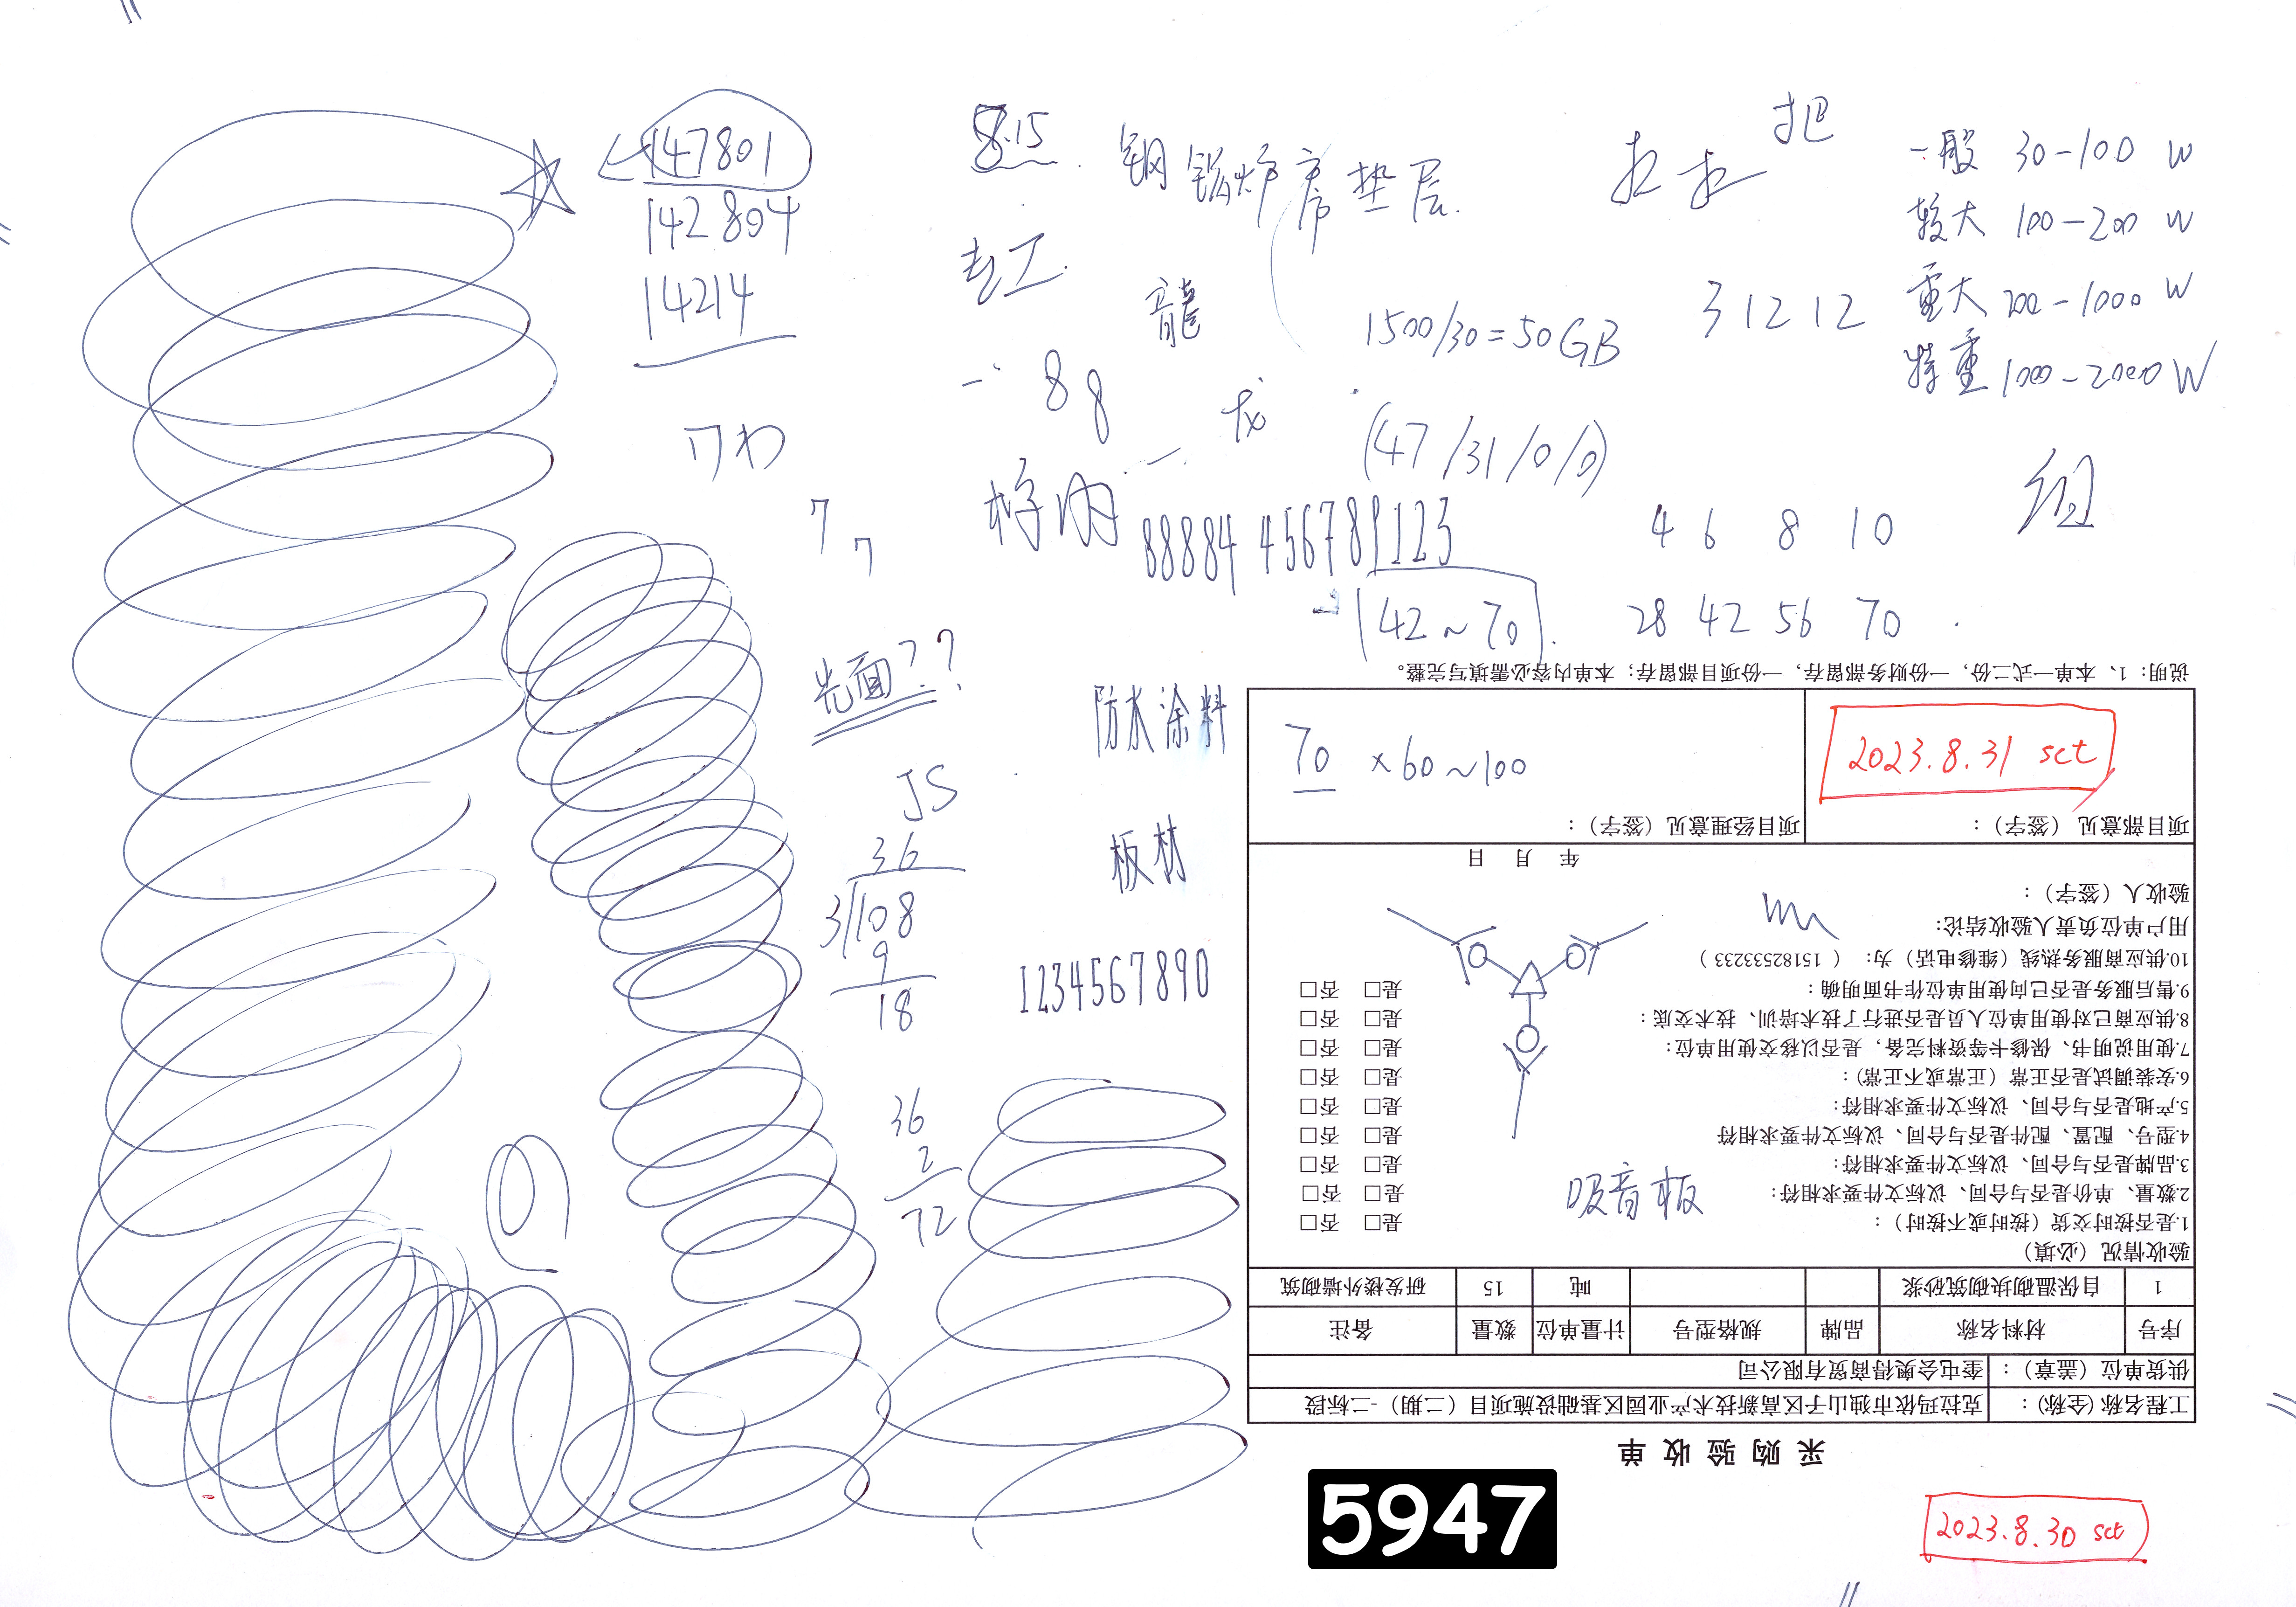 147801
142804
14214
8.15
钢锅炉房垫层.
拉 把
一般 30-100 W
较大 100-200 W
重大 200-1000 W
特重 1000-2000 W
龍
1500/30=50GB
3 12 12
88
龙
(47/31/0/0)
组
7 7
88884 456789123
4 6 8 10
42~70
28 42 56 70
光面??
防水涂料
JS
板材
36
3/108
9
18
1234567890
36
2
72
采购验收单
工程名称(全称): 克拉玛依市独山子区高新技术产业园区基础设施项目(二期)-二标段
供货单位(盖章): 奎屯会奥得商贸有限公司
序号 材料名称 品牌 规格型号 计量单位 数量 备注
1 自保温砌块砌筑砂浆 吨 15 研发楼外墙砌筑
验收情况(必填)
1.是否按时交货(按时或不按时): 是□ 否□
2.数量、单价是否与合同、议标文件要求相符: 是□ 否□
3.品牌是否与合同、议标文件要求相符: 是□ 否□
4.型号、配置、配件是否与合同、议标文件要求相符 是□ 否□
5.产地是否与合同、议标文件要求相符: 是□ 否□
6.安装调试是否正常(正常或不正常): 是□ 否□
7.使用说明书、保修卡等资料完备,是否以移交使用单位: 是□ 否□
8.供应商已对使用单位人员是否进行了技术培训、技术交底: 是□ 否□
9.售后服务是否已向使用单位作书面明确: 是□ 否□
10.供应商服务热线(维修电话)为:( 15182533233 )
用户单位负责人验收结论:
验收人(签字):
年 月 日
项目部意见(签字): 项目经理意见(签字):
说明:1、本单一式二份,一份财务部留存,一份项目部留存;本单内容必需填写完整。
70 ×60~100
2023.8.31 sct
吸音板
5947
2023.8.30 sct